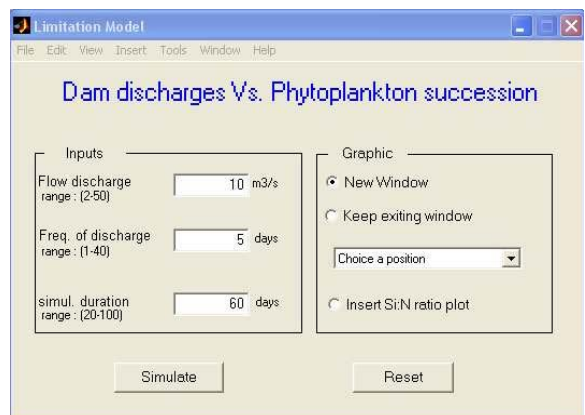 Limitation Model
File Edit View Insert Tools Window Help
Dam discharges Vs. Phytoplankton succession
Inputs
Flow discharge
range : (2-50)
10 m3/s
Freq. of discharge
range : (1-40)
5 days
simul. duration
range : (20-100)
60 days
Graphic
New Window
Keep exiting window
Choice a position
Insert Si:N ratio plot
Simulate
Reset